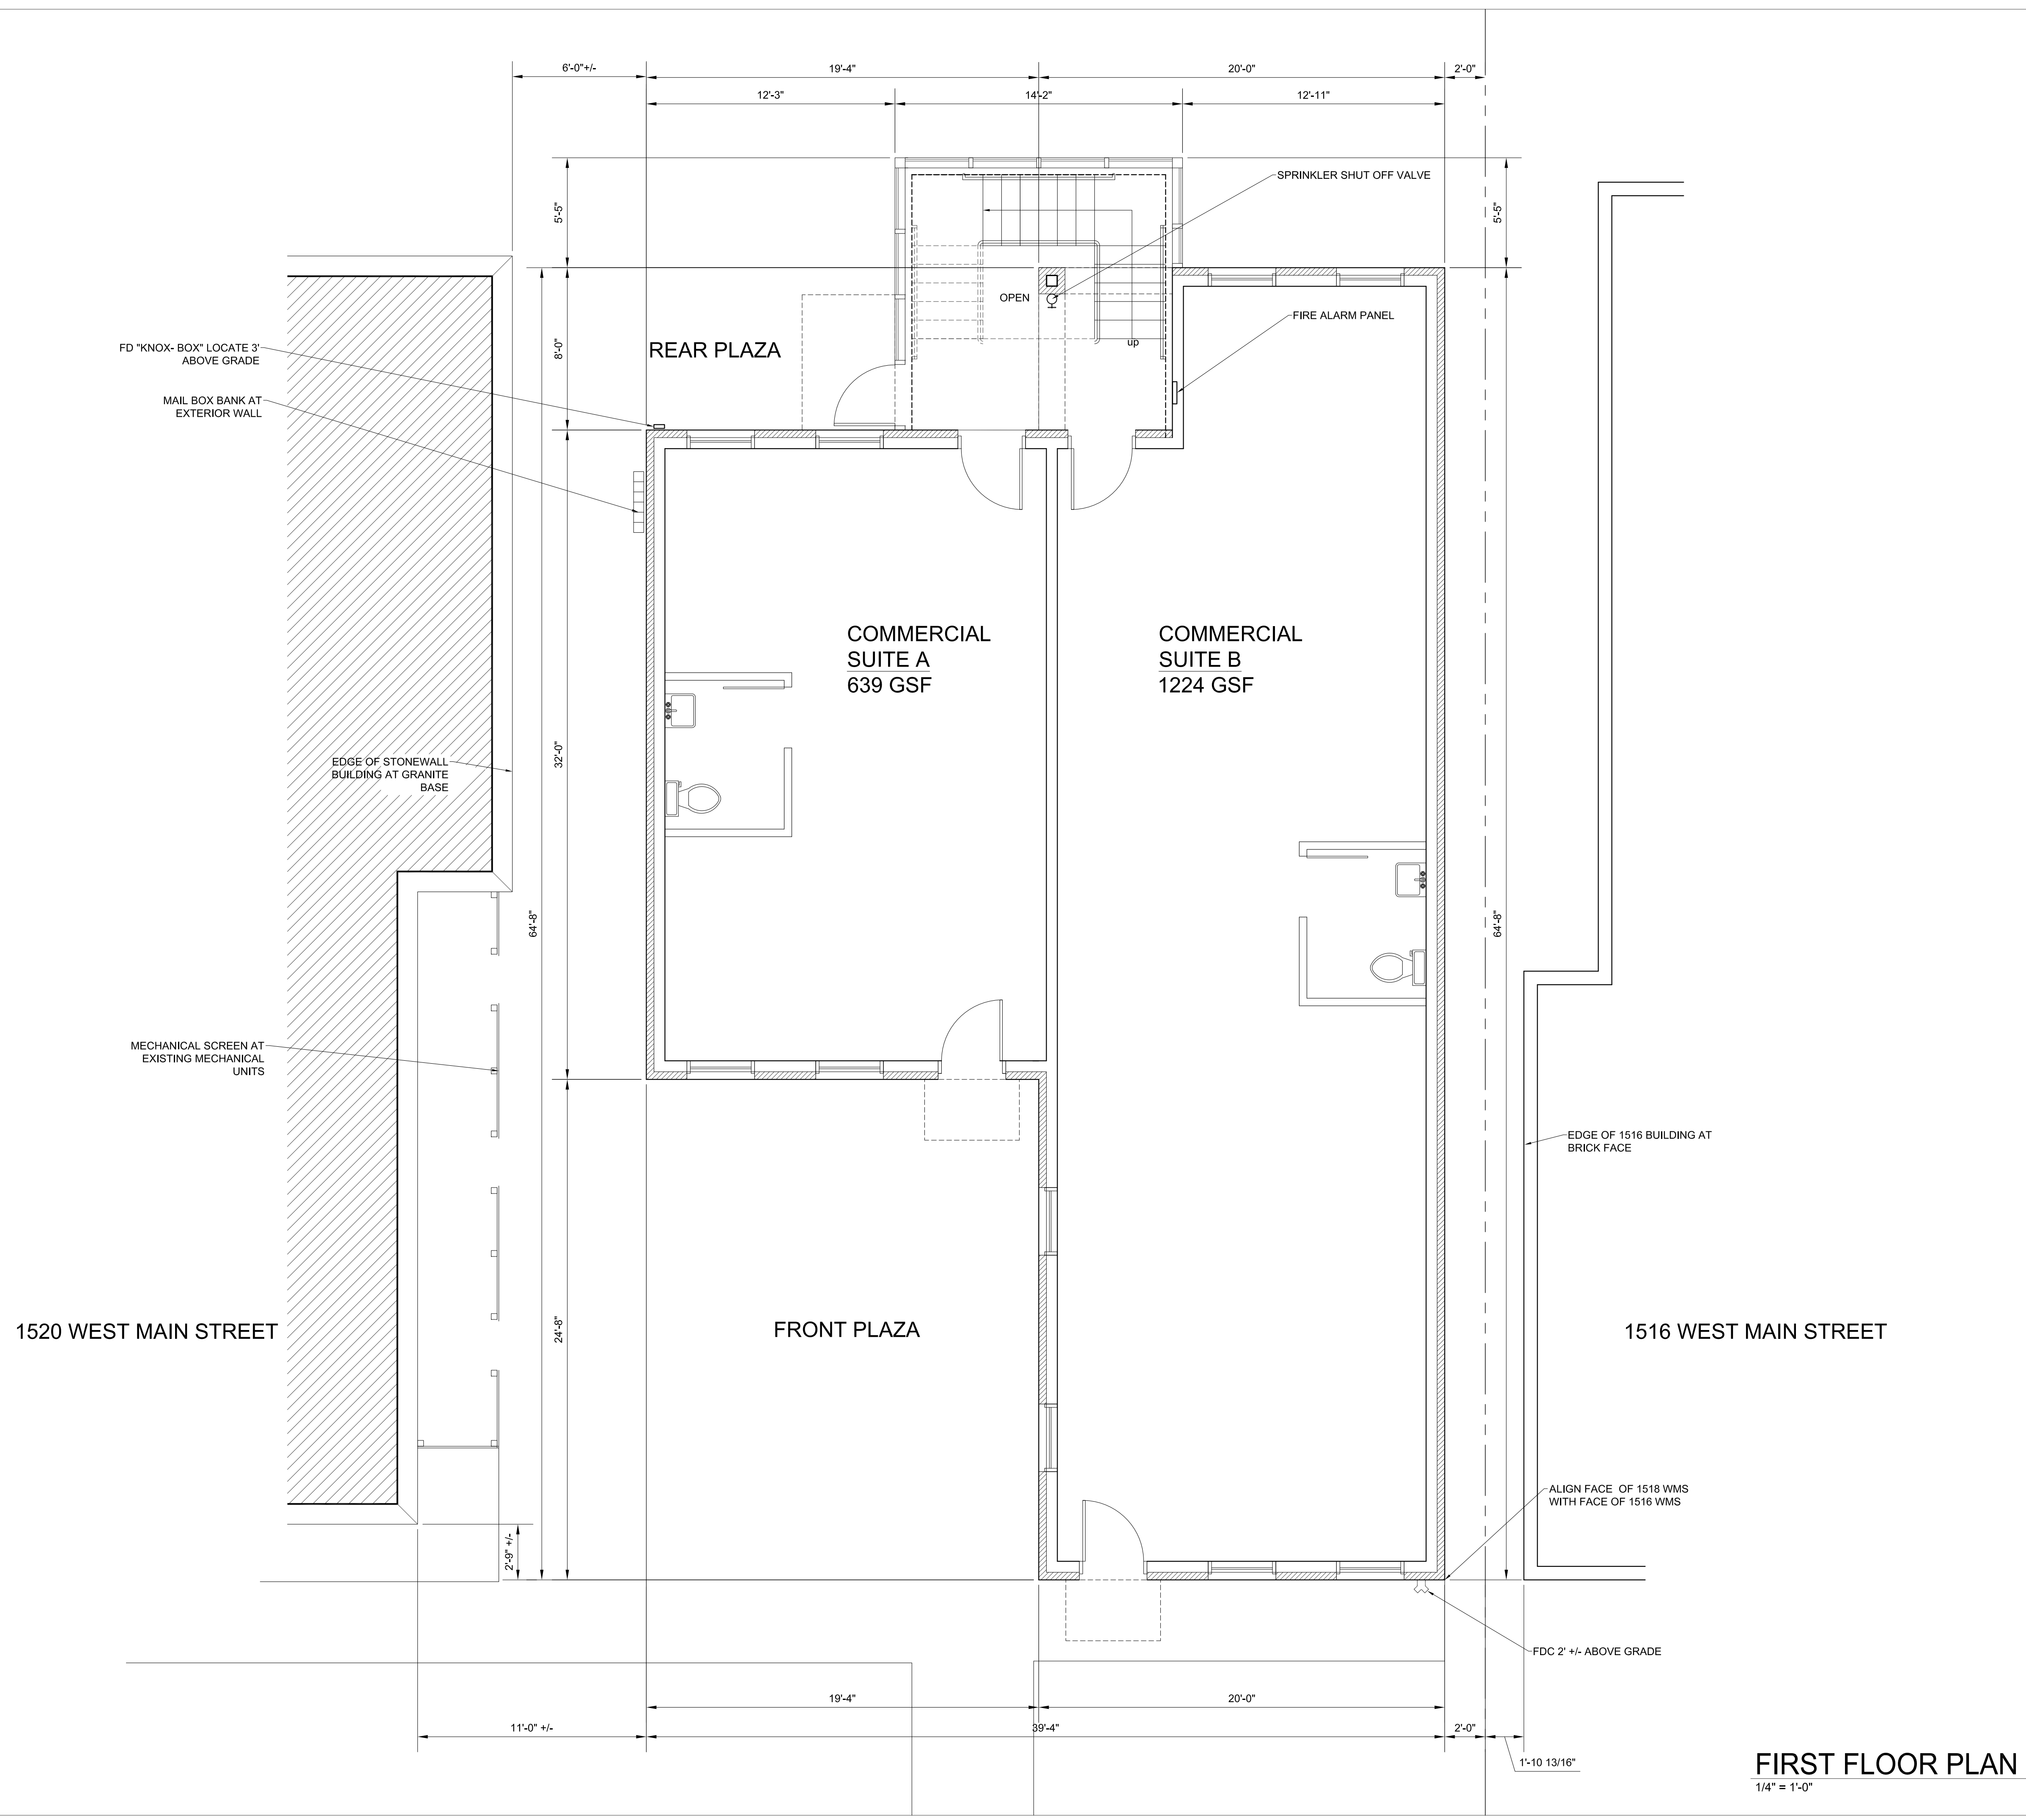 6'-0"+/-
19'-4"
20'-0"
2'-0"
12'-3"
14'-2"
12'-11"
SPRINKLER SHUT OFF VALVE
5'-5"
5'-5"
OPEN
FIRE ALARM PANEL
up
FD "KNOX- BOX" LOCATE 3'
ABOVE GRADE
8'-0"
REAR PLAZA
MAIL BOX BANK AT
EXTERIOR WALL
COMMERCIAL
SUITE A
639 GSF
COMMERCIAL
SUITE B
1224 GSF
EDGE OF STONEWALL
BUILDING AT GRANITE
BASE
32'-0"
64'-8"
64'-8"
MECHANICAL SCREEN AT
EXISTING MECHANICAL
UNITS
EDGE OF 1516 BUILDING AT
BRICK FACE
1520 WEST MAIN STREET
24'-8"
FRONT PLAZA
1516 WEST MAIN STREET
ALIGN FACE  OF 1518 WMS
WITH FACE OF 1516 WMS
2'-9" +/-
FDC 2' +/- ABOVE GRADE
19'-4"
20'-0"
11'-0" +/-
39'-4"
2'-0"
1'-10 13/16"
FIRST FLOOR PLAN
1/4" = 1'-0"